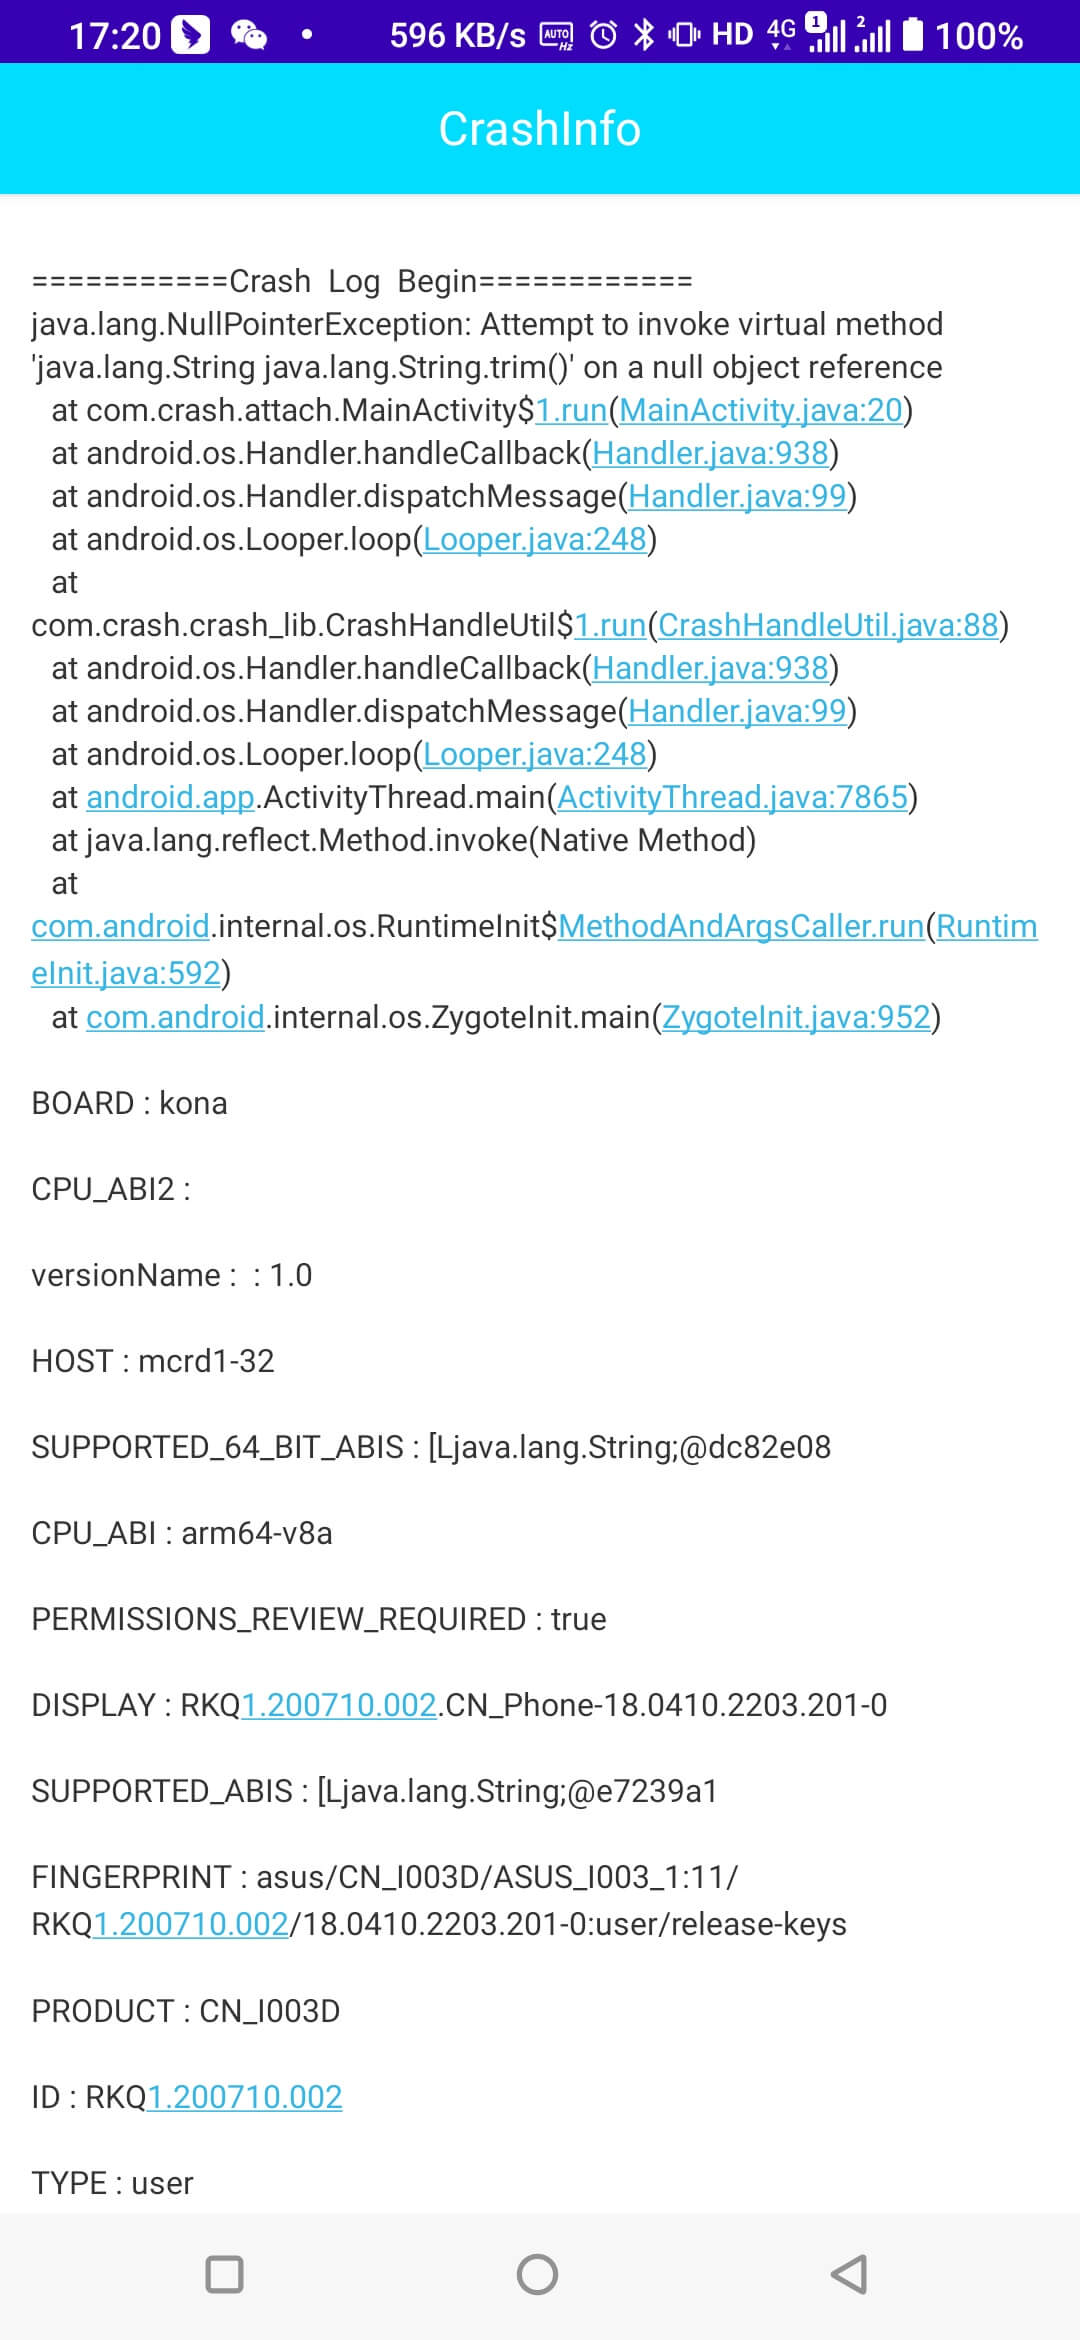 17:20 596 KB/s AUTO Hz HD 4G 1 2 100%
CrashInfo
===========Crash Log Begin============
java.lang.NullPointerException: Attempt to invoke virtual method
'java.lang.String java.lang.String.trim()' on a null object reference
at com.crash.attach.MainActivity$1.run(MainActivity.java:20)
at android.os.Handler.handleCallback(Handler.java:938)
at android.os.Handler.dispatchMessage(Handler.java:99)
at android.os.Looper.loop(Looper.java:248)
at
com.crash.crash_lib.CrashHandleUtil$1.run(CrashHandleUtil.java:88)
at android.os.Handler.handleCallback(Handler.java:938)
at android.os.Handler.dispatchMessage(Handler.java:99)
at android.os.Looper.loop(Looper.java:248)
at android.app.ActivityThread.main(ActivityThread.java:7865)
at java.lang.reflect.Method.invoke(Native Method)
at
com.android.internal.os.RuntimeInit$MethodAndArgsCaller.run(Runtim
eInit.java:592)
at com.android.internal.os.ZygoteInit.main(ZygoteInit.java:952)
BOARD : kona
CPU_ABI2 :
versionName : : 1.0
HOST : mcrd1-32
SUPPORTED_64_BIT_ABIS : [Ljava.lang.String;@dc82e08
CPU_ABI : arm64-v8a
PERMISSIONS_REVIEW_REQUIRED : true
DISPLAY : RKQ1.200710.002.CN_Phone-18.0410.2203.201-0
SUPPORTED_ABIS : [Ljava.lang.String;@e7239a1
FINGERPRINT : asus/CN_I003D/ASUS_I003_1:11/
RKQ1.200710.002/18.0410.2203.201-0:user/release-keys
PRODUCT : CN_I003D
ID : RKQ1.200710.002
TYPE : user